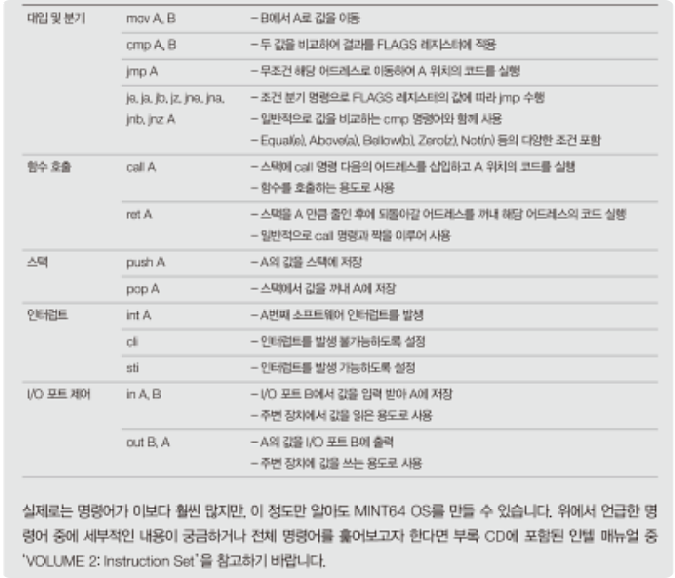 대입 및 분기 mov A, B – B에서 A로 값을 이동
cmp A, B – 두 값을 비교하여 결과를 FLAGS 레지스터에 적용
jmp A – 무조건 해당 어드레스로 이동하여 A 위치의 코드를 실행
je, ja, jb, jz, jne, jna, – 조건 분기 명령으로 FLAGS 레지스터의 값에 따라 jmp 수행
jnb, jnz A – 일반적으로 값을 비교하는 cmp 명령어와 함께 사용
– Equal(e), Above(a), Bellow(b), Zero(z), Not(n) 등의 다양한 조건 포함
함수 호출 call A – 스택에 call 명령 다음의 어드레스를 삽입하고 A 위치의 코드를 실행
– 함수를 호출하는 용도로 사용
ret A – 스택을 A 만큼 줄인 후에 되돌아갈 어드레스를 꺼내 해당 어드레스의 코드 실행
– 일반적으로 call 명령과 짝을 이루어 사용
스택 push A – A의 값을 스택에 저장
pop A – 스택에서 값을 꺼내 A에 저장
인터럽트 int A – A번째 소프트웨어 인터럽트를 발생
cli – 인터럽트를 발생 불가능하도록 설정
sti – 인터럽트를 발생 가능하도록 설정
I/O 포트 제어 in A, B – I/O 포트 B에서 값을 입력 받아 A에 저장
– 주변 장치에서 값을 읽은 용도로 사용
out B, A – A의 값을 I/O 포트 B에 출력
– 주변 장치에 값을 쓰는 용도로 사용
실제로는 명령어가 이보다 훨씬 많지만, 이 정도만 알아도 MINT64 OS를 만들 수 있습니다. 위에서 언급한 명
령어 중에 세부적인 내용이 궁금하거나 전체 명령어를 훑어보고자 한다면 부록 CD에 포함된 인텔 매뉴얼 중
'VOLUME 2: Instruction Set'을 참고하기 바랍니다.